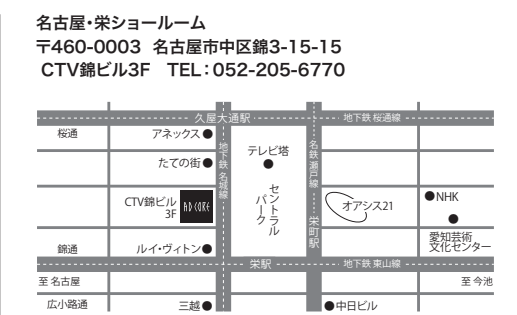 名古屋・栄ショールーム
〒460-0003 名古屋市中区錦3-15-15
CTV錦ビル3F TEL：052-205-6770
久屋大通駅
地下鉄 桜通線
桜通
アネックス●
地下鉄 名城線
テレビ塔
●
名鉄瀬戸線
たての街●
セントラル
パーク
CTV錦ビル
3F
AD CORE
オアシス21
●NHK
●
愛知芸術
文化センター
栄町駅
錦通
ルイ・ヴィトン●
栄駅
地下鉄 東山線
至 名古屋
至 今池
広小路通
三越●
●中日ビル